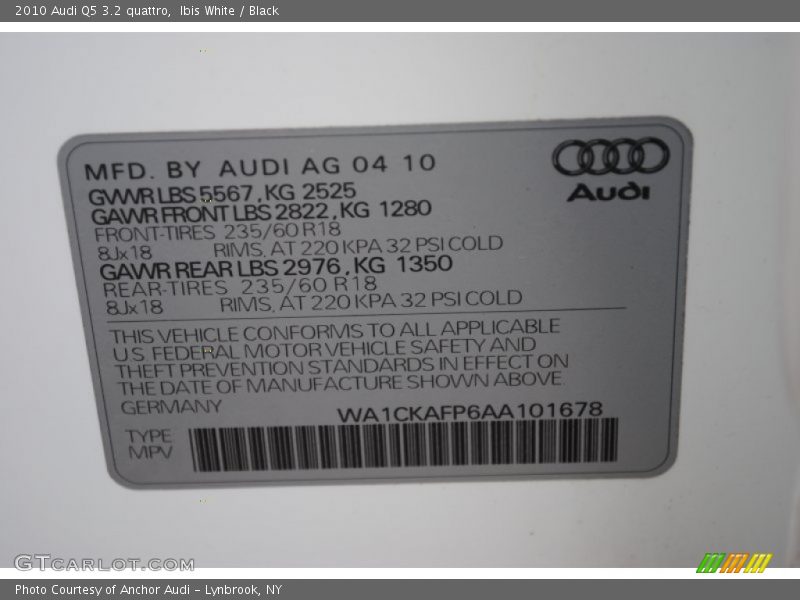 2010 Audi Q5 3.2 quattro,  Ibis White / Black
MFD. BY AUDI AG 04 10
Audi
GVWR LBS 5567, KG 2525
GAWR FRONT LBS 2822, KG 1280
FRONT-TIRES 235/60 R18
8Jx18 RIMS, AT 220 KPA 32 PSI COLD
GAWR REAR LBS 2976, KG 1350
REAR-TIRES 235/60 R18
8Jx18 RIMS, AT 220 KPA 32 PSI COLD
THIS VEHICLE CONFORMS TO ALL APPLICABLE
U.S FEDERAL MOTOR VEHICLE SAFETY AND
THEFT PREVENTION STANDARDS IN EFFECT ON
THE DATE OF MANUFACTURE SHOWN ABOVE
GERMANY
WA1CKAFP6AA101678
TYPE
MPV
GTCARLOT.COM
Photo Courtesy of Anchor Audi – Lynbrook, NY